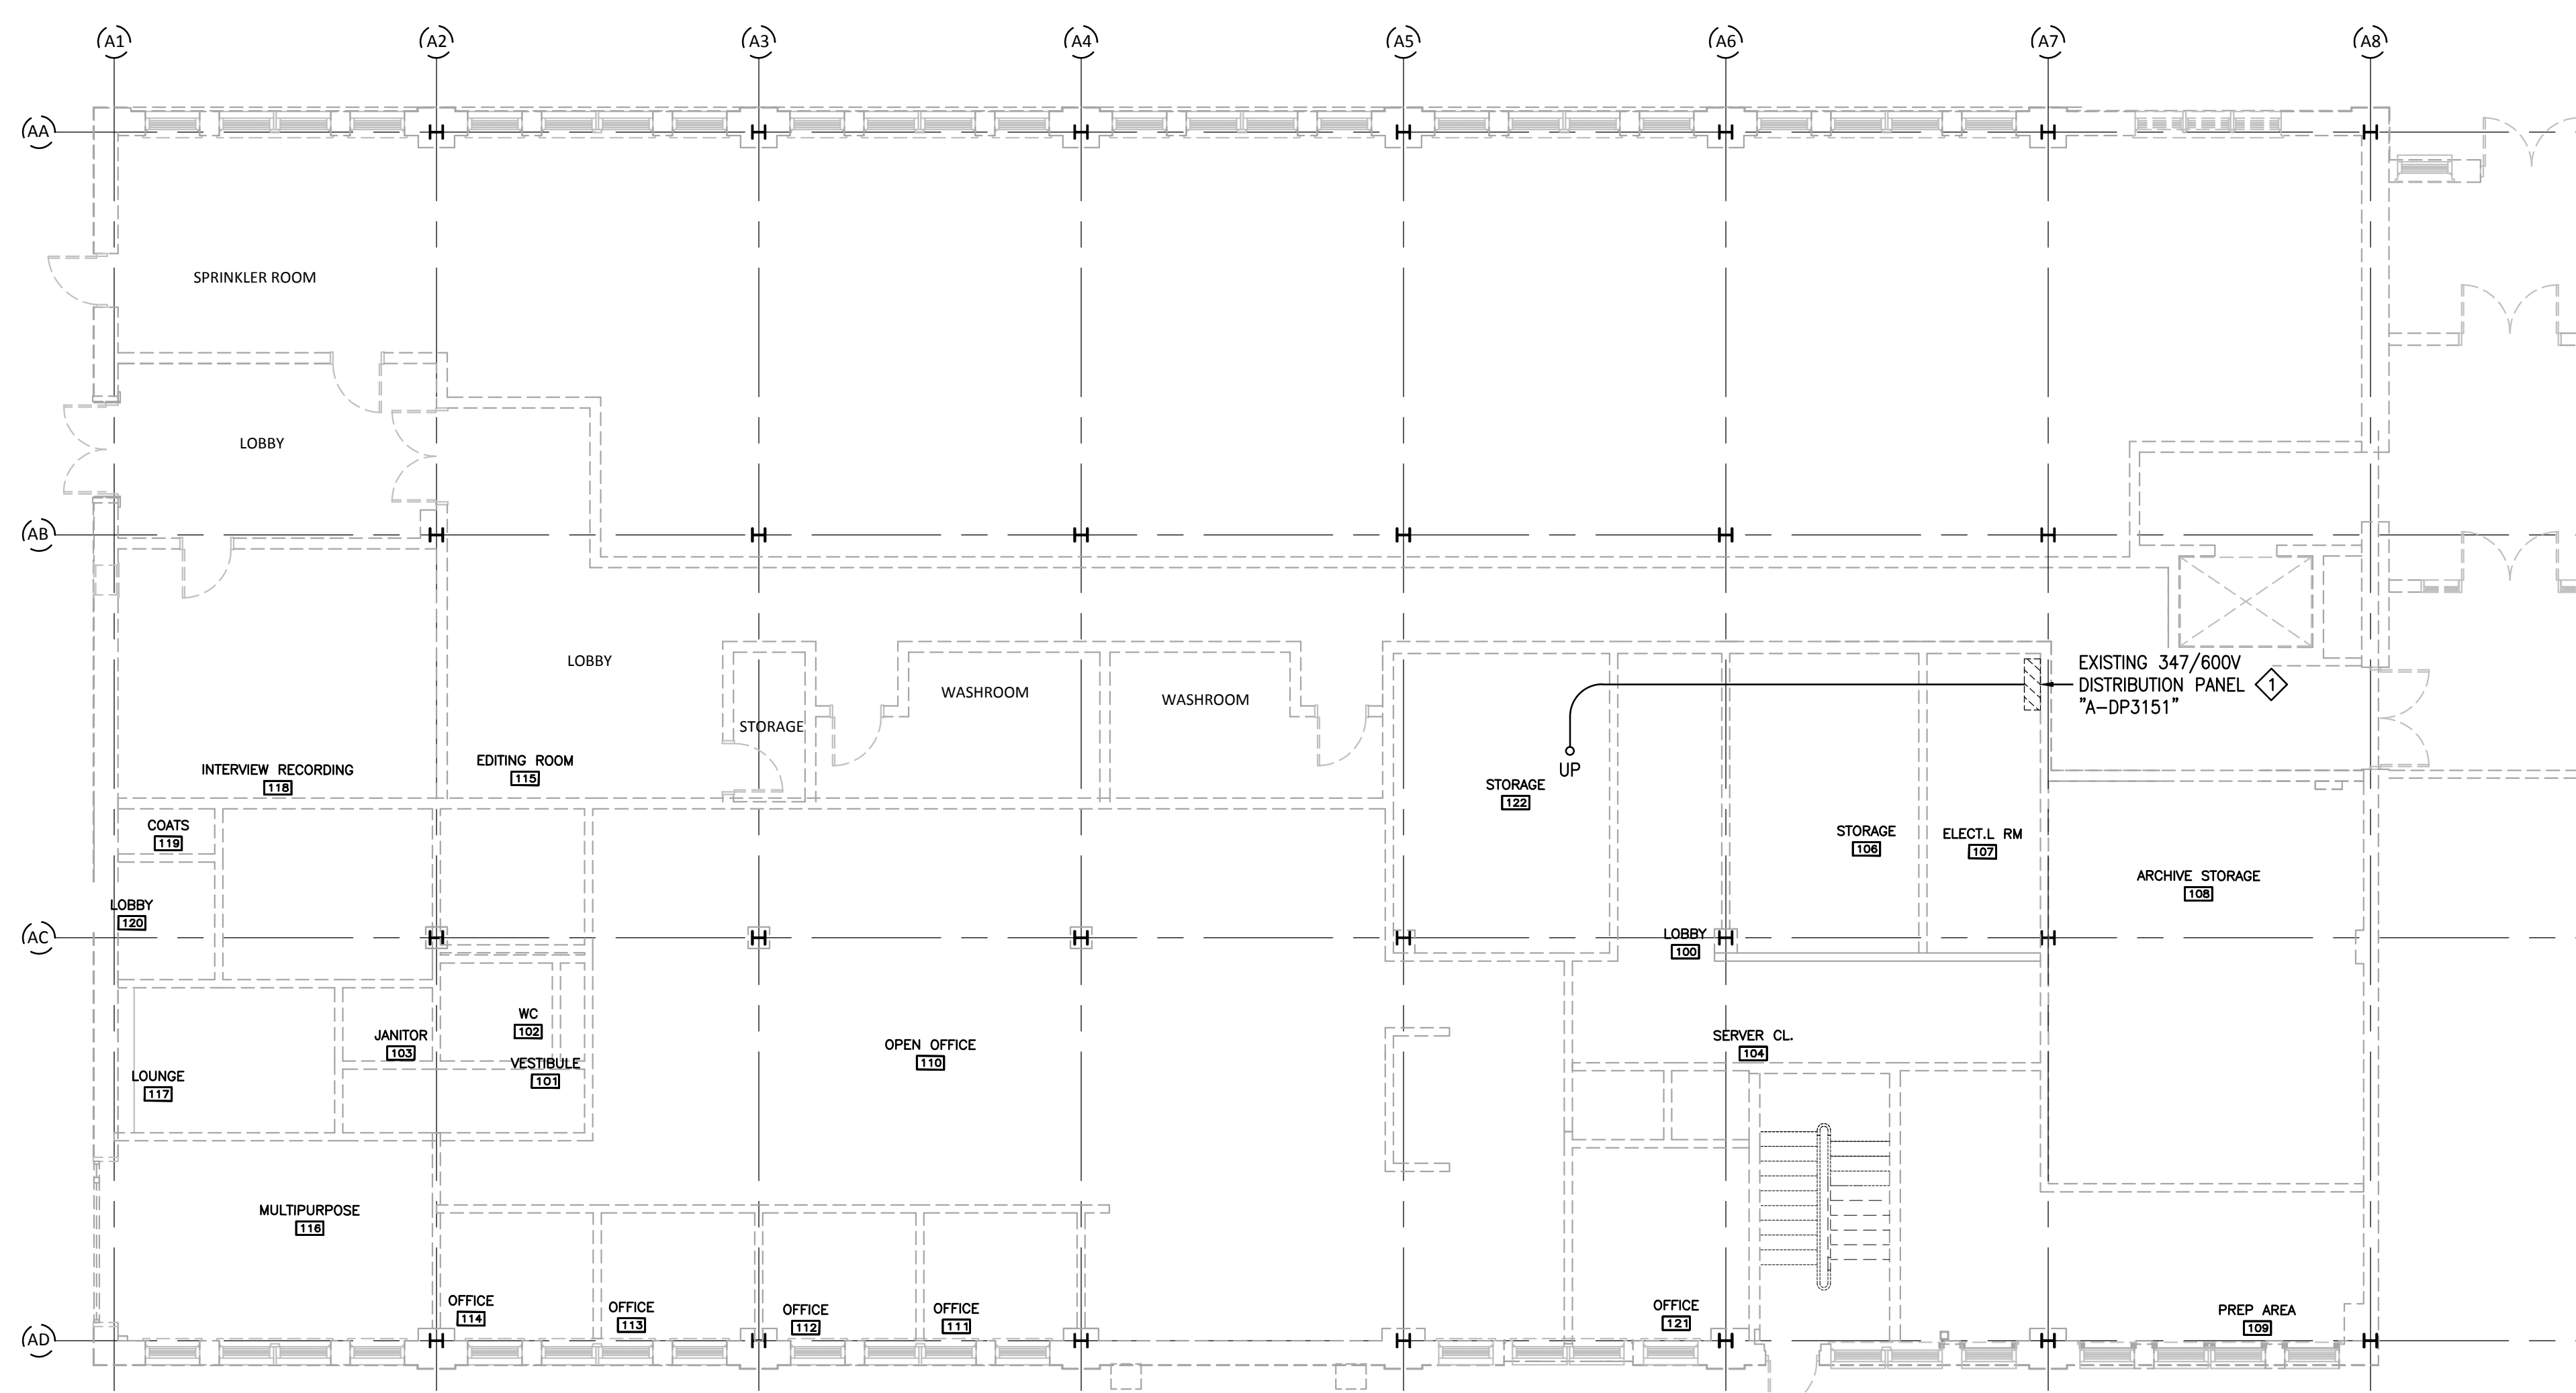 A1
A2
A3
A4
A5
A6
A7
A8
AA
SPRINKLER ROOM
LOBBY
AB
LOBBY
STORAGE
WASHROOM
WASHROOM
EXISTING 347/600V
DISTRIBUTION PANEL
"A-DP3151"
1
UP
INTERVIEW RECORDING
118
EDITING ROOM
115
STORAGE
122
COATS
119
STORAGE
106
ELECT.L RM
107
ARCHIVE STORAGE
108
LOBBY
120
AC
LOBBY
100
WC
102
JANITOR
103
VESTIBULE
101
LOUNGE
117
OPEN OFFICE
110
SERVER CL.
104
MULTIPURPOSE
116
OFFICE
114
OFFICE
113
OFFICE
112
OFFICE
111
OFFICE
121
PREP AREA
109
AD